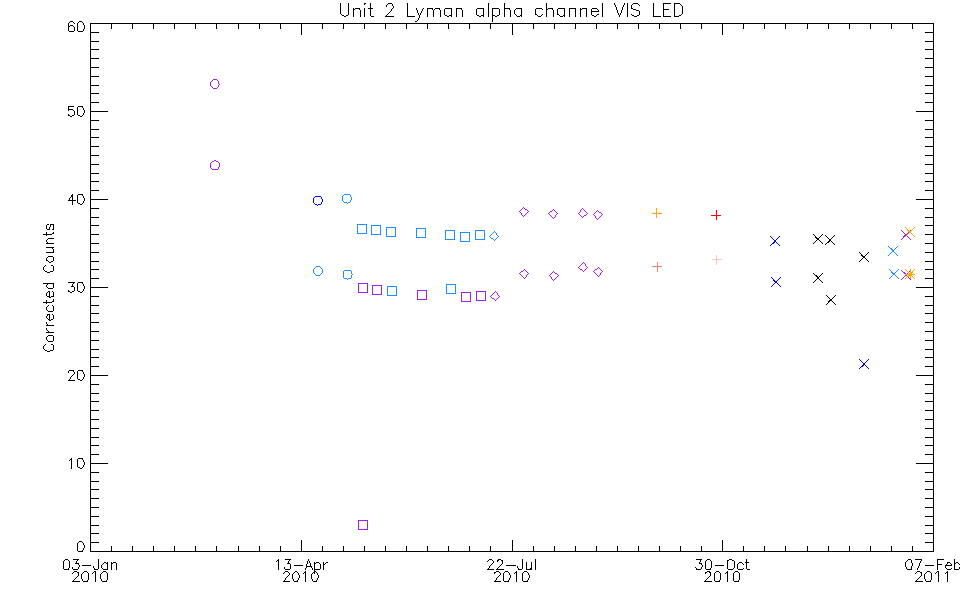 Unit 2 Lyman alpha channel VIS LED
60
50
40
30
20
10
0
Corrected Counts
03-Jan
2010
13-Apr
2010
22-Jul
2010
30-Oct
2010
07-Feb
2011